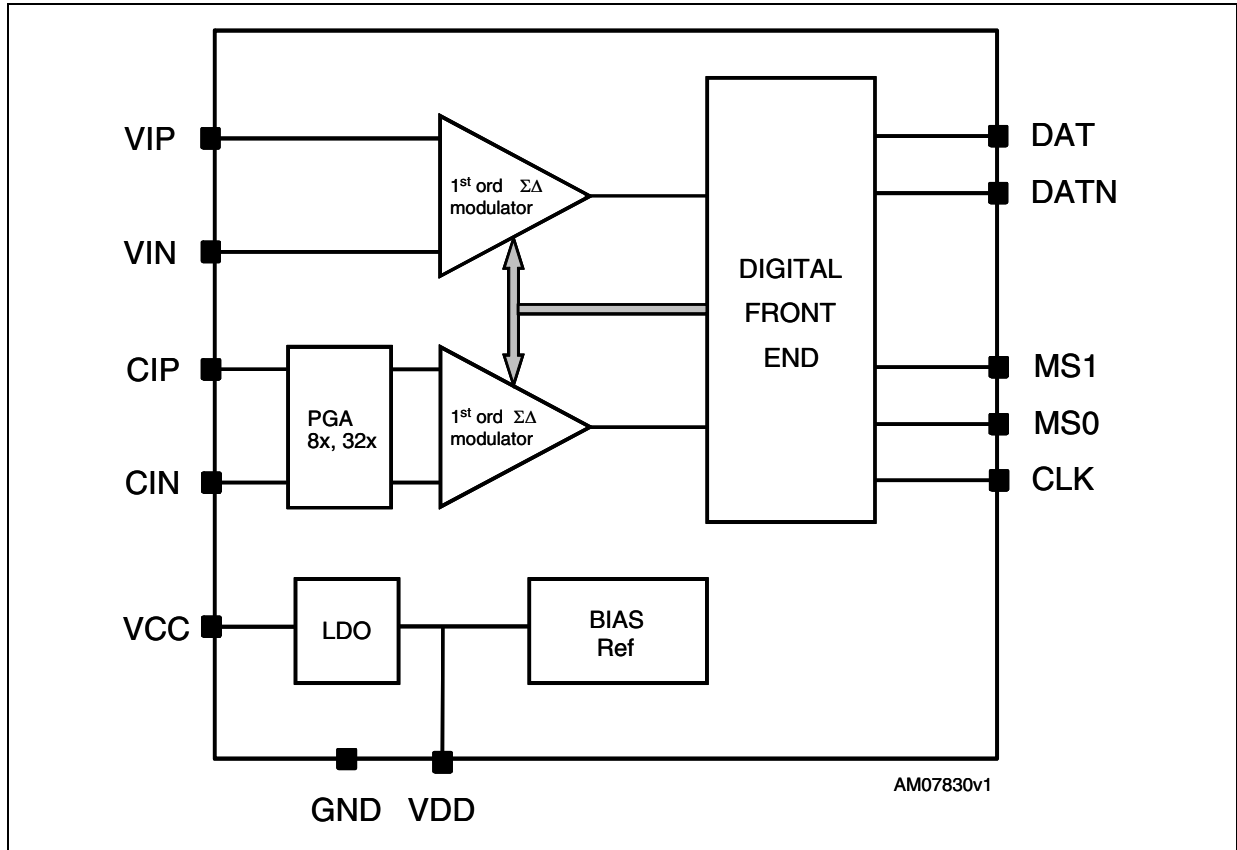 VIP
VIN
CIP
CIN
VCC
1st ord ΣΔ
modulator
PGA
8x, 32x
1st ord ΣΔ
modulator
LDO
BIAS
Ref
DIGITAL
FRONT
END
DAT
DATN
MS1
MS0
CLK
GND VDD
AM07830v1